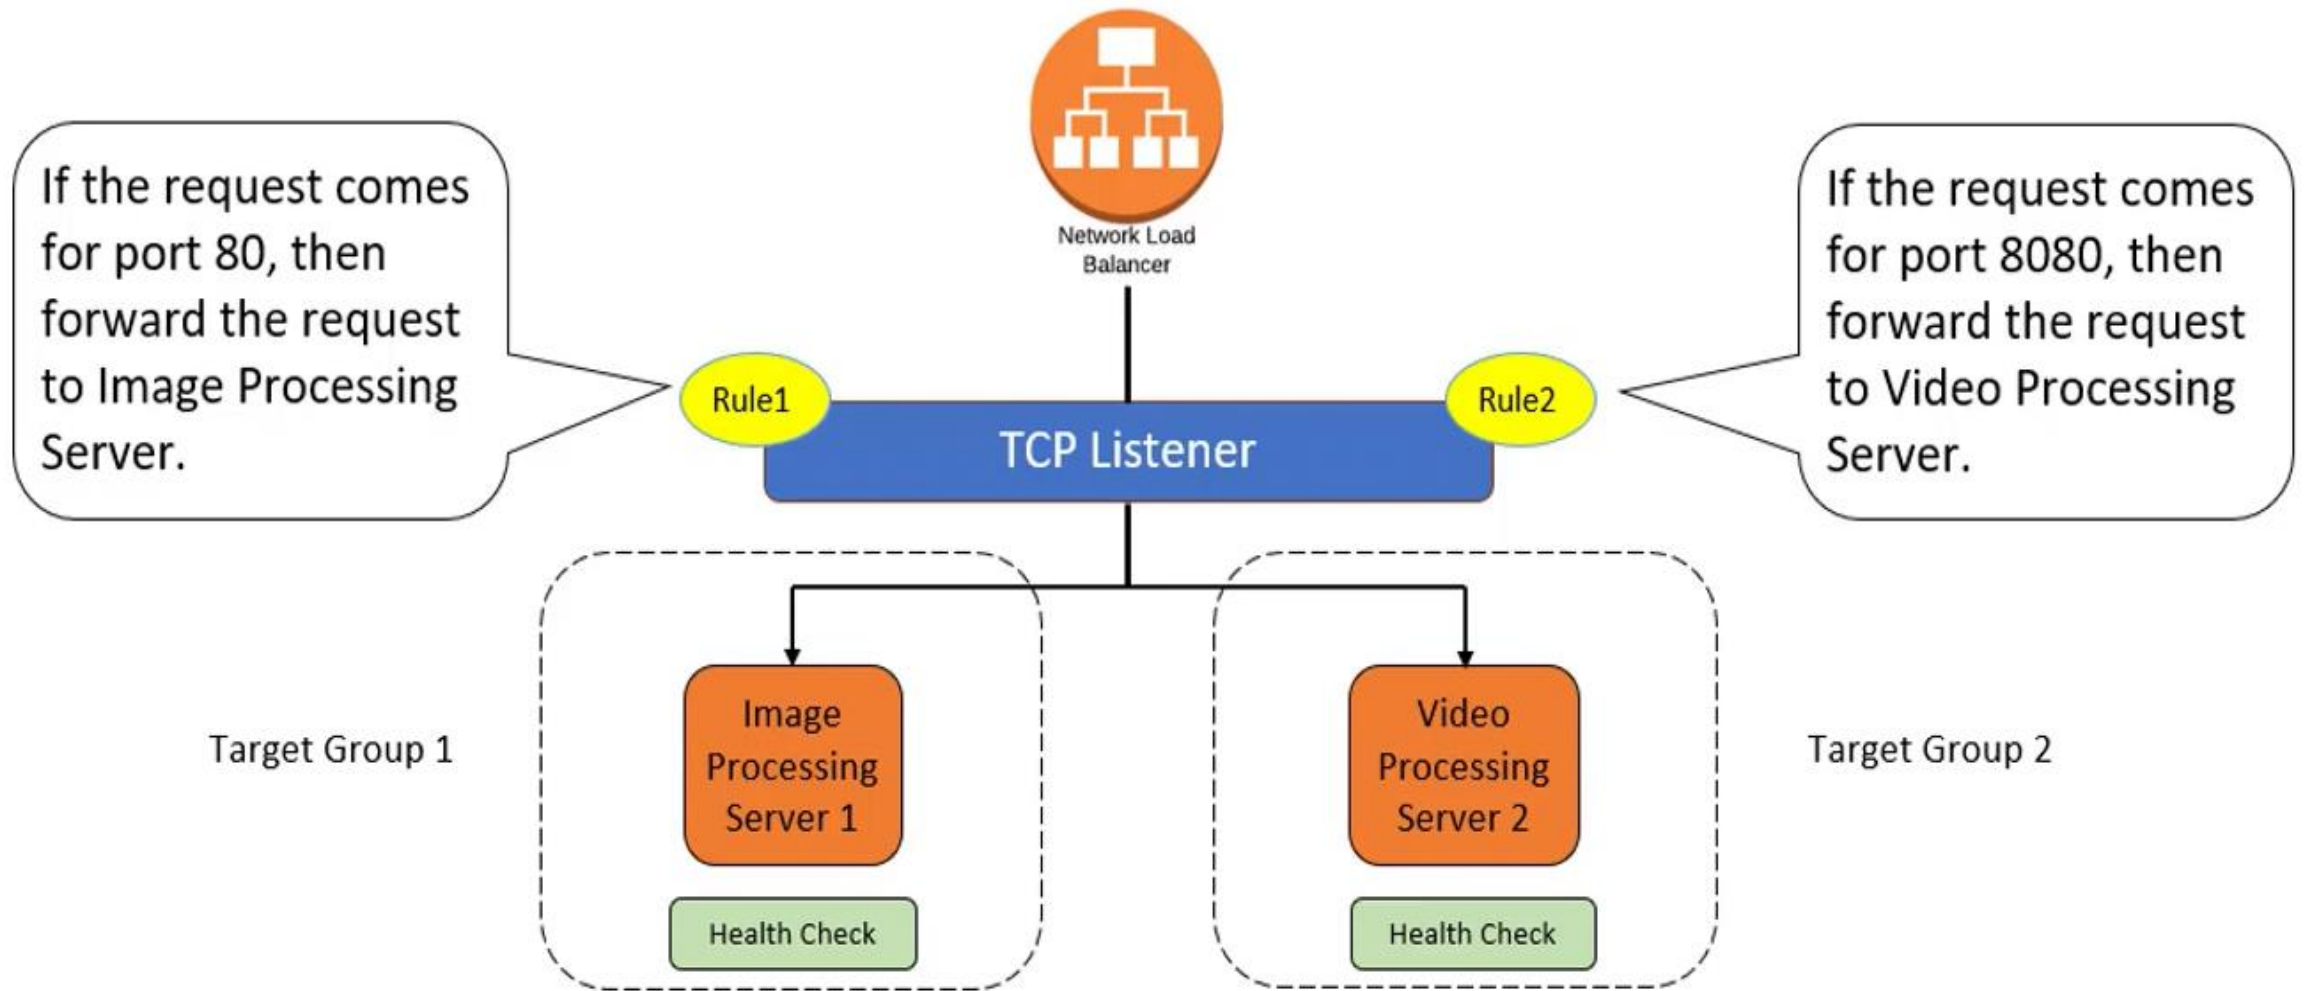 Network Load
Balancer
If the request comes
for port 80, then
forward the request
to Image Processing
Server.
If the request comes
for port 8080, then
forward the request
to Video Processing
Server.
Rule1
Rule2
TCP Listener
Target Group 1
Image
Processing
Server 1
Health Check
Video
Processing
Server 2
Health Check
Target Group 2